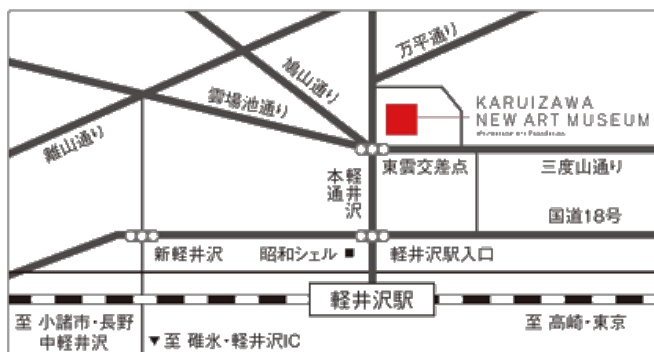 万平通り
鳩山通り
雲場池通り
離山通り
KARUIZAWA
NEW ART MUSEUM
東雲交差点
三度山通り
軽井沢
本通
国道18号
新軽井沢
昭和シェル
軽井沢駅入口
軽井沢駅
至 小諸市・長野
中軽井沢
▼至 碓氷・軽井沢IC
至 高崎・東京